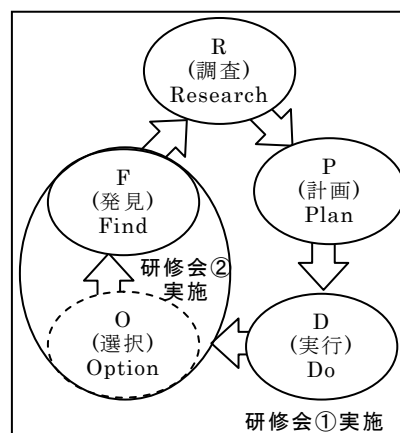 R
(調査)
Research
P
(計画)
Plan
F
(発見)
Find
研修会②
実施
O
(選択)
Option
D
(実行)
Do
研修会①実施